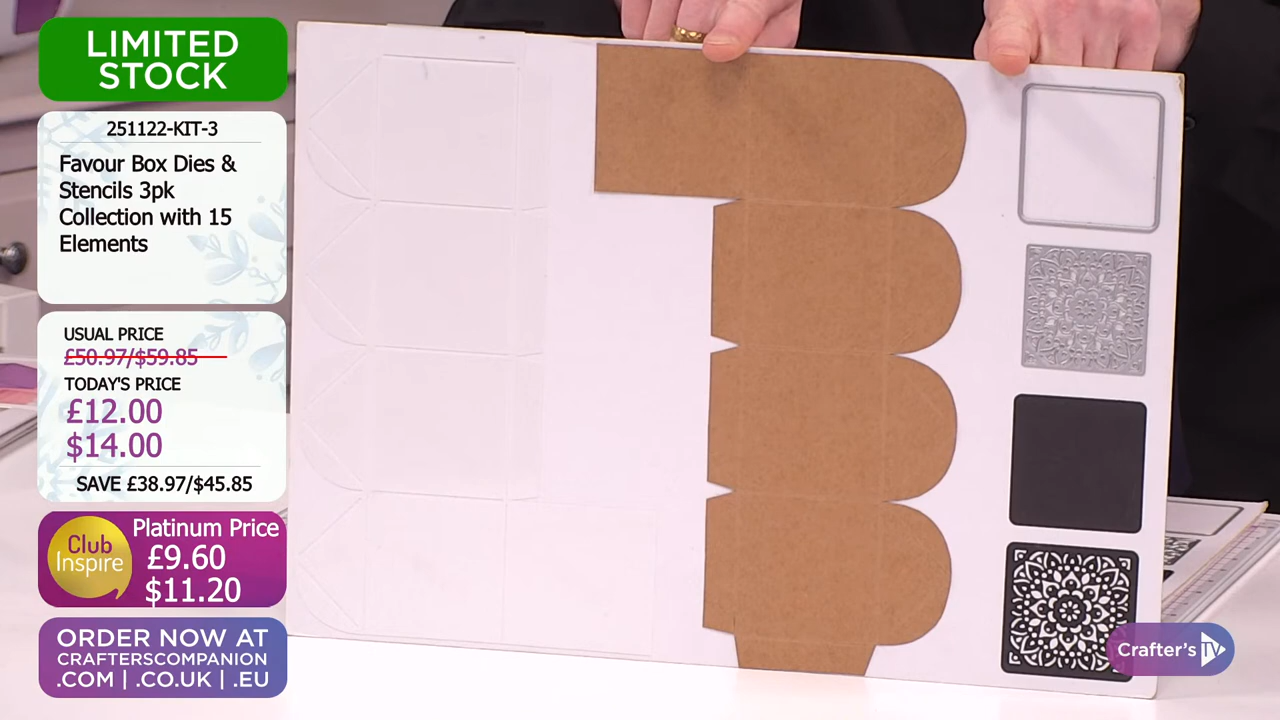 LIMITED
STOCK
251122-KIT-3
Favour Box Dies &
Stencils 3pk
Collection with 15
Elements
USUAL PRICE
£50.97/$59.85
TODAY'S PRICE
£12.00
$14.00
SAVE £38.97/$45.85
Club
Inspire
Platinum Price
£9.60
$11.20
ORDER NOW AT
CRAFTERSCOMPANION
.COM | .CO.UK | .EU
Crafter's TV